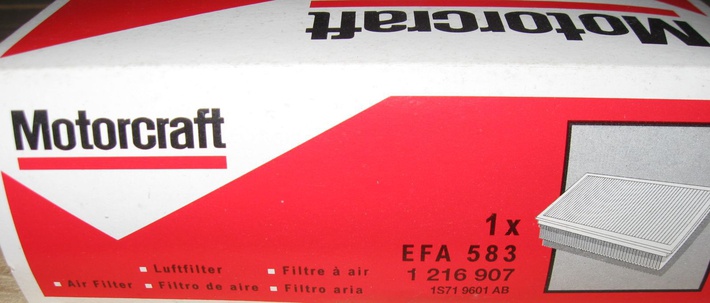 Motorcraft
Motorcraft
1x
EFA 583
1 216 907
1S71 9601 AB
Luftfilter Filtre à air
Air Filter Filtro de aire Filtro aria